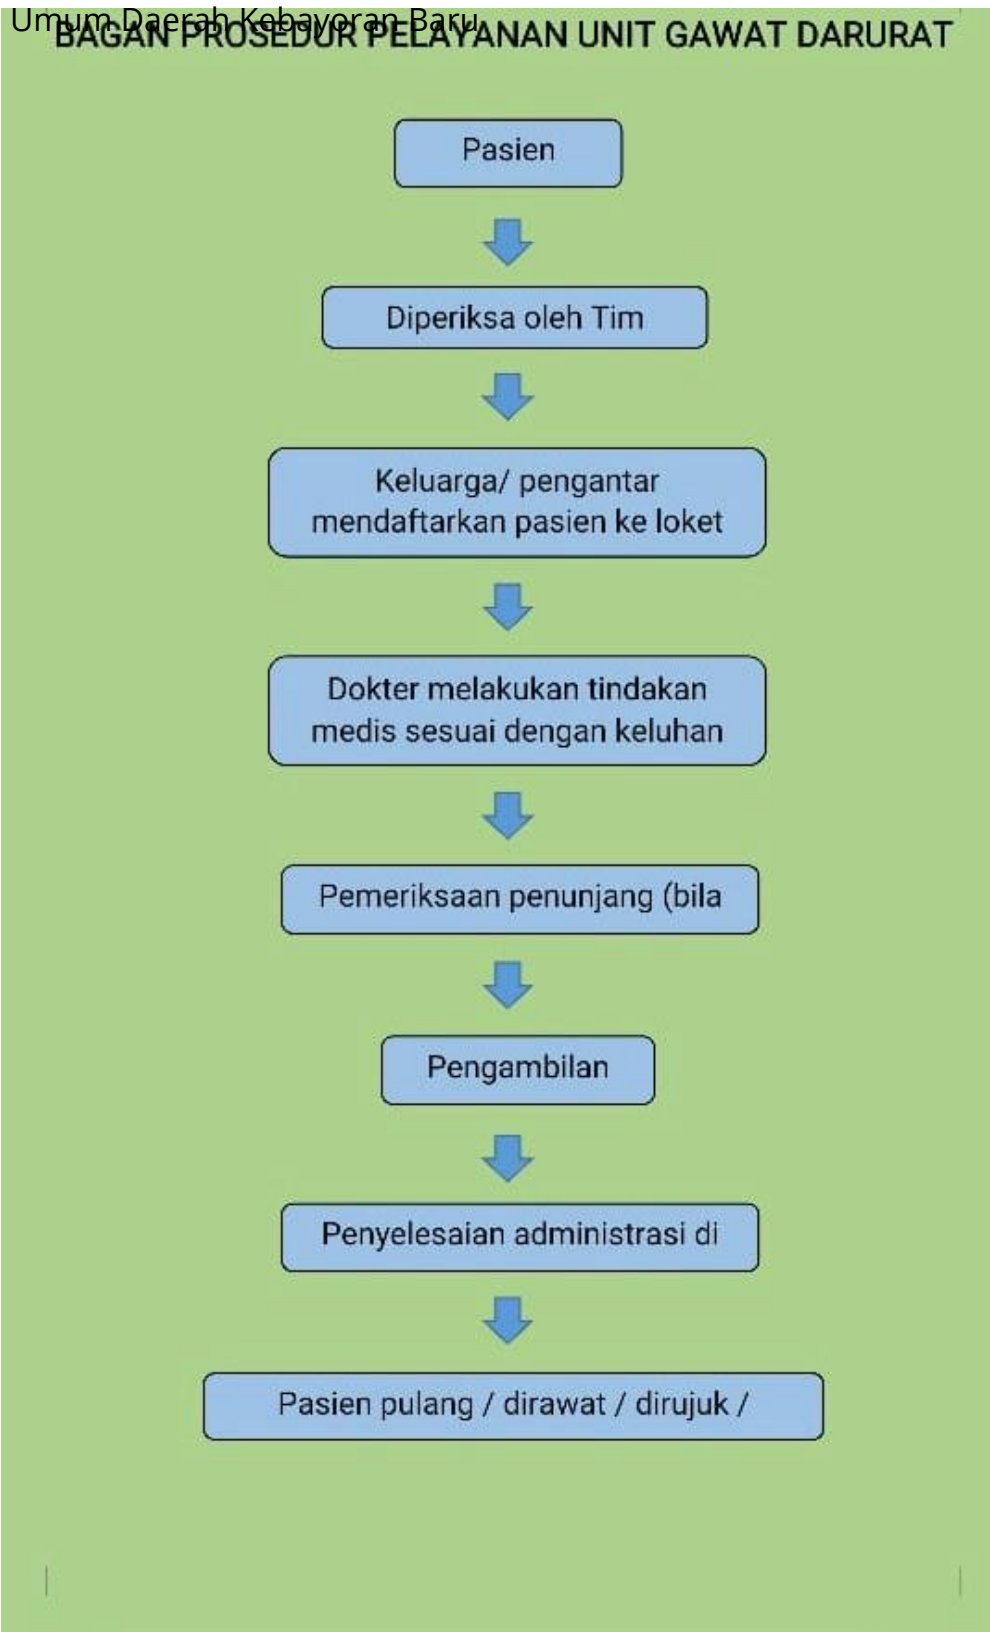 Umum Daerah Kebayoran Baru
BAGAN PROSEDUR PELAYANAN UNIT GAWAT DARURAT
Pasien
Diperiksa oleh Tim
Keluarga/ pengantar
mendaftarkan pasien ke loket
Dokter melakukan tindakan
medis sesuai dengan keluhan
Pemeriksaan penunjang (bila
Pengambilan
Penyelesaian administrasi di
Pasien pulang / dirawat / dirujuk /